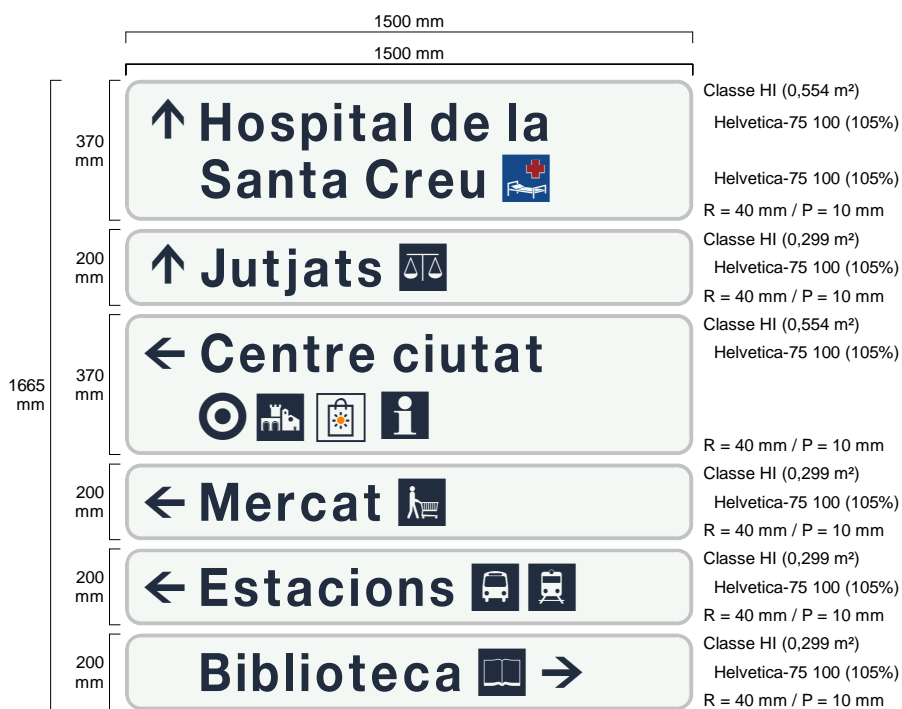 1500 mm
1500 mm
1665 mm
370 mm
Hospital de la
Santa Creu
Classe HI (0,554 m²)
Helvetica-75 100 (105%)
Helvetica-75 100 (105%)
R = 40 mm / P = 10 mm
200 mm
Jutjats
Classe HI (0,299 m²)
Helvetica-75 100 (105%)
R = 40 mm / P = 10 mm
370 mm
Centre ciutat
i
Classe HI (0,554 m²)
Helvetica-75 100 (105%)
R = 40 mm / P = 10 mm
200 mm
Mercat
Classe HI (0,299 m²)
Helvetica-75 100 (105%)
R = 40 mm / P = 10 mm
200 mm
Estacions
Classe HI (0,299 m²)
Helvetica-75 100 (105%)
R = 40 mm / P = 10 mm
200 mm
Biblioteca
Classe HI (0,299 m²)
Helvetica-75 100 (105%)
R = 40 mm / P = 10 mm